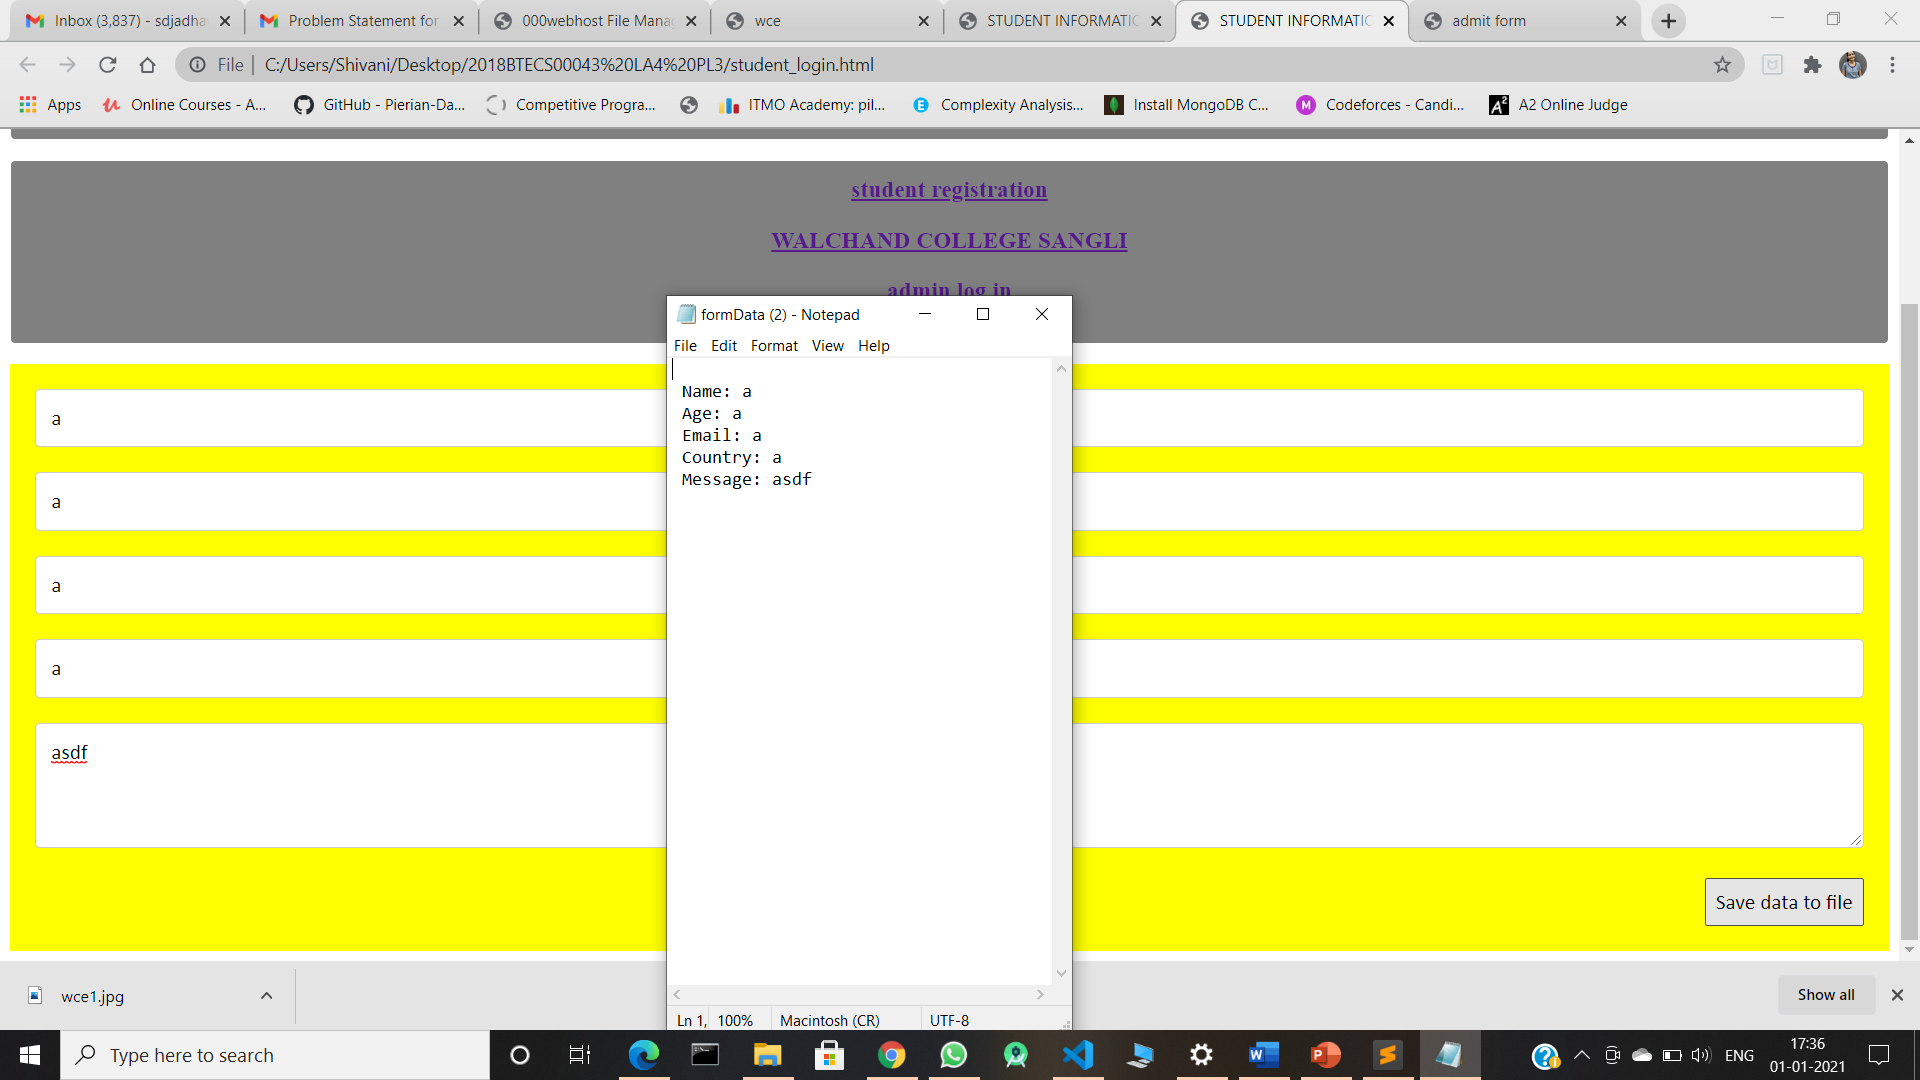 Inbox (3,837) - sdjadha
Problem Statement for
000webhost File Mana
wce
STUDENT INFORMATIC
STUDENT INFORMATIC
admit form
File
C:/Users/Shivani/Desktop/2018BTECS00043%20LA4%20PL3/student_login.html
Apps
Online Courses - A...
GitHub - Pierian-Da...
Competitive Progra...
ITMO Academy: pil...
Complexity Analysis...
Install MongoDB C...
Codeforces - Candi...
A2 Online Judge
student registration
WALCHAND COLLEGE SANGLI
admin log in
formData (2) - Notepad
File Edit Format View Help
Name: a
Age: a
Email: a
Country: a
Message: asdf
Ln 1, 100% Macintosh (CR) UTF-8
a
a
a
a
asdf
Save data to file
wce1.jpg
Show all
Type here to search
ENG
17:36
01-01-2021